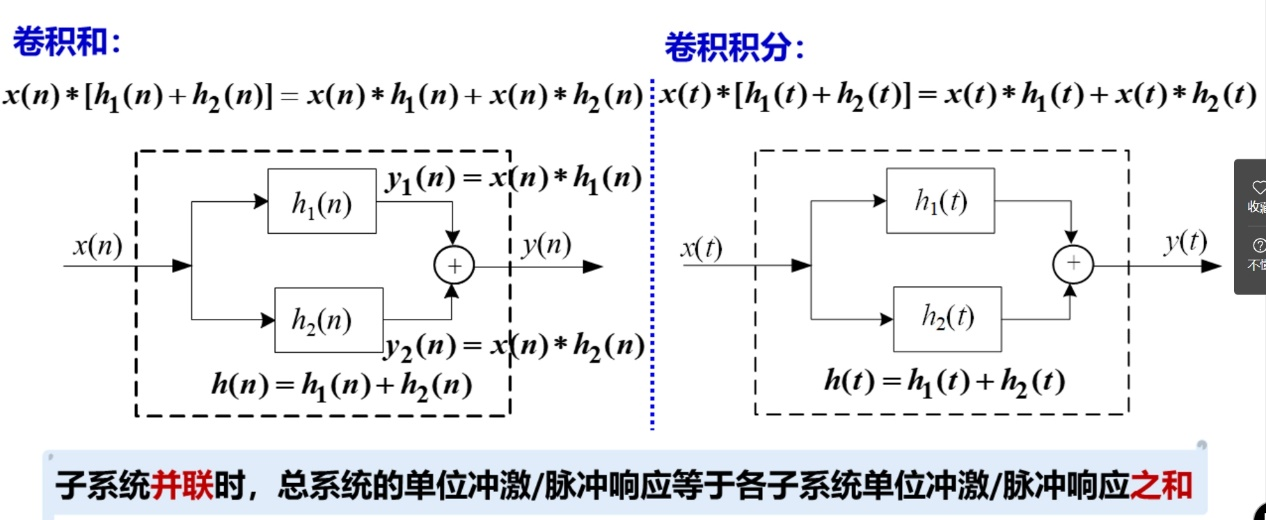 卷积和：
x(n)*[h₁(n)+h₂(n)] = x(n)*h₁(n)+x(n)*h₂(n)
y₁(n) = x(n)*h₁(n)
h₁(n)
x(n)
+
y(n)
h₂(n)
y₂(n) = x(n)*h₂(n)
h(n) = h₁(n)+h₂(n)
卷积积分：
x(t)*[h₁(t)+h₂(t)] = x(t)*h₁(t)+x(t)*h₂(t)
h₁(t)
x(t)
+
y(t)
h₂(t)
h(t) = h₁(t)+h₂(t)
子系统并联时，总系统的单位冲激/脉冲响应等于各子系统单位冲激/脉冲响应之和